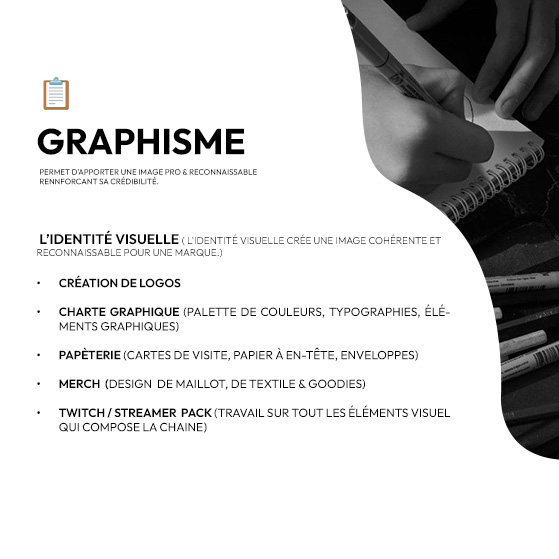 GRAPHISME
PERMET D'APPORTER UNE IMAGE PRO & RECONNAISSABLE
RENNFORCANT SA CRÉDIBILITÉ.
L'IDENTITÉ VISUELLE ( L'IDENTITÉ VISUELLE CRÉE UNE IMAGE COHÉRENTE ET
RECONNAISSABLE POUR UNE MARQUE.)
• CRÉATION DE LOGOS
• CHARTE GRAPHIQUE (PALETTE DE COULEURS, TYPOGRAPHIES, ÉLÉ-
MENTS GRAPHIQUES)
• PAPÈTERIE (CARTES DE VISITE, PAPIER À EN-TÊTE, ENVELOPPES)
• MERCH (DESIGN DE MAILLOT, DE TEXTILE & GOODIES)
• TWITCH / STREAMER PACK (TRAVAIL SUR TOUT LES ÉLÉMENTS VISUEL
QUI COMPOSE LA CHAINE)